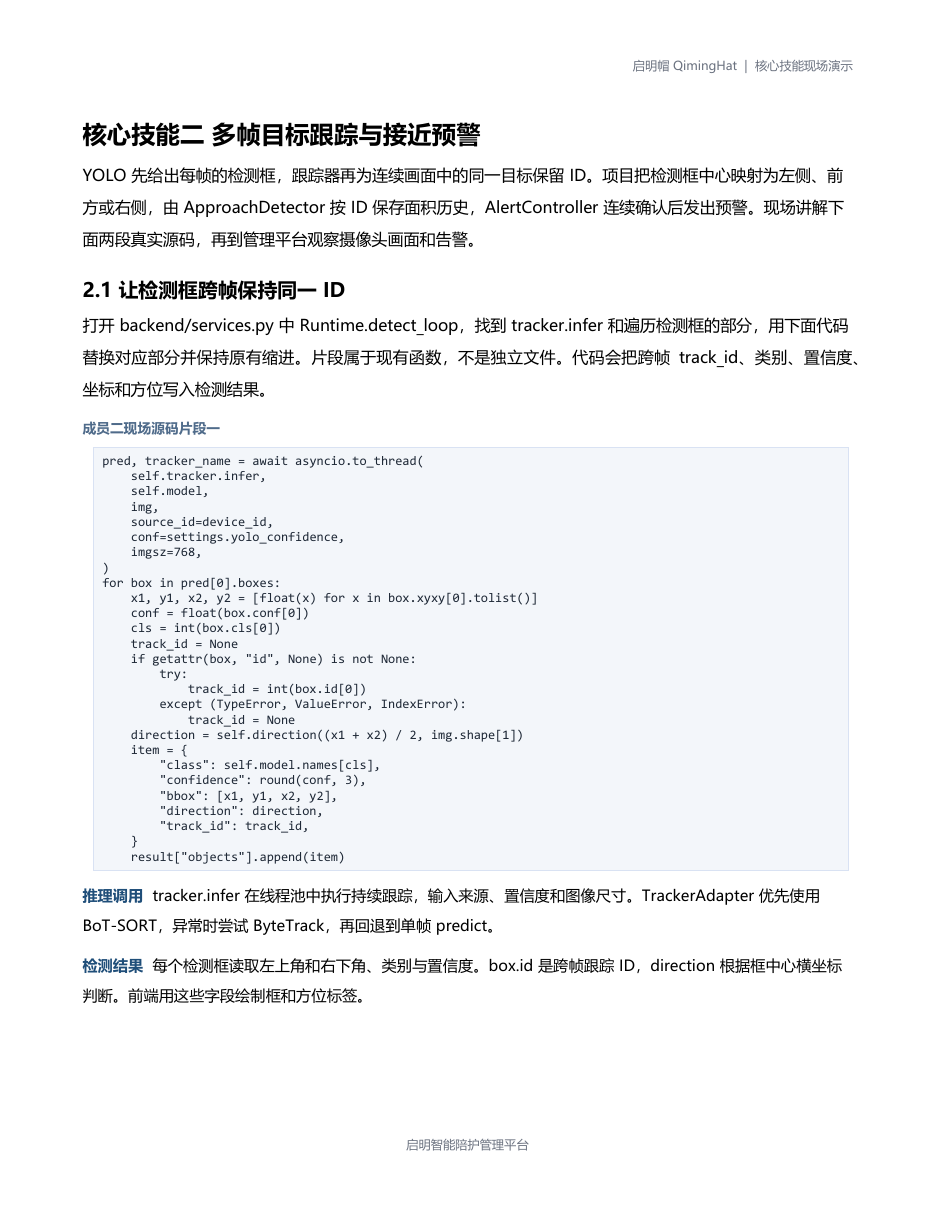 启明帽 QimingHat | 核心技能现场演示
核心技能二 多帧目标跟踪与接近预警
YOLO 先给出每帧的检测框，跟踪器再为连续画面中的同一目标保留 ID。项目把检测框中心映射为左侧、前
方或右侧，由 ApproachDetector 按 ID 保存面积历史，AlertController 连续确认后发出预警。现场讲解下
面两段真实源码，再到管理平台观察摄像头画面和告警。
2.1 让检测框跨帧保持同一 ID
打开 backend/services.py 中 Runtime.detect_loop，找到 tracker.infer 和遍历检测框的部分，用下面代码
替换对应部分并保持原有缩进。片段属于现有函数，不是独立文件。代码会把跨帧 track_id、类别、置信度、
坐标和方位写入检测结果。
成员二现场源码片段一
pred, tracker_name = await asyncio.to_thread(
    self.tracker.infer,
    self.model,
    img,
    source_id=device_id,
    conf=settings.yolo_confidence,
    imgsz=768,
)
for box in pred[0].boxes:
    x1, y1, x2, y2 = [float(x) for x in box.xyxy[0].tolist()]
    conf = float(box.conf[0])
    cls = int(box.cls[0])
    track_id = None
    if getattr(box, "id", None) is not None:
        try:
            track_id = int(box.id[0])
        except (TypeError, ValueError, IndexError):
            track_id = None
    direction = self.direction((x1 + x2) / 2, img.shape[1])
    item = {
        "class": self.model.names[cls],
        "confidence": round(conf, 3),
        "bbox": [x1, y1, x2, y2],
        "direction": direction,
        "track_id": track_id,
    }
    result["objects"].append(item)
推理调用 tracker.infer 在线程池中执行持续跟踪，输入来源、置信度和图像尺寸。TrackerAdapter 优先使用
BoT-SORT，异常时尝试 ByteTrack，再回退到单帧 predict。
检测结果 每个检测框读取左上角和右下角、类别与置信度。box.id 是跨帧跟踪 ID，direction 根据框中心横坐标
判断。前端用这些字段绘制框和方位标签。
启明智能陪护管理平台